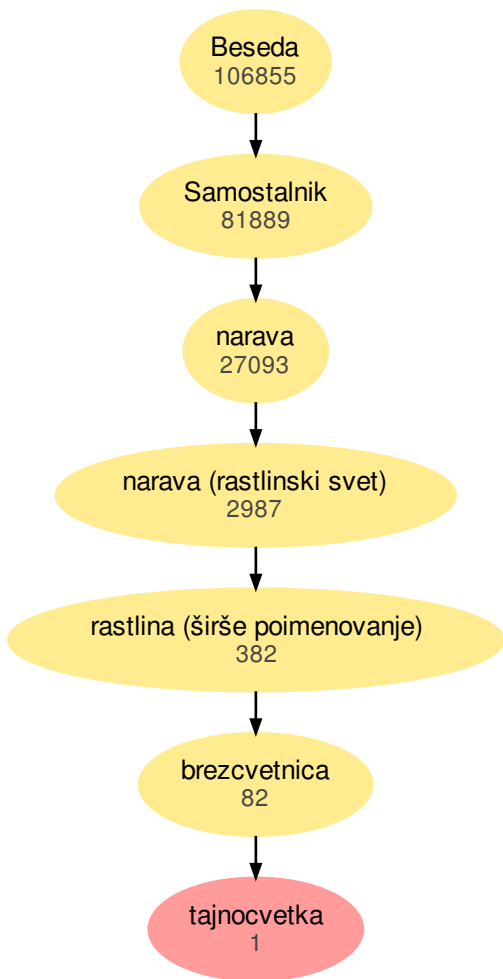 Beseda
106855
Samostalnik
81889
narava
27093
narava (rastlinski svet)
2987
rastlina (širše poimenovanje)
382
brezcvetnica
82
tajnocvetka
1